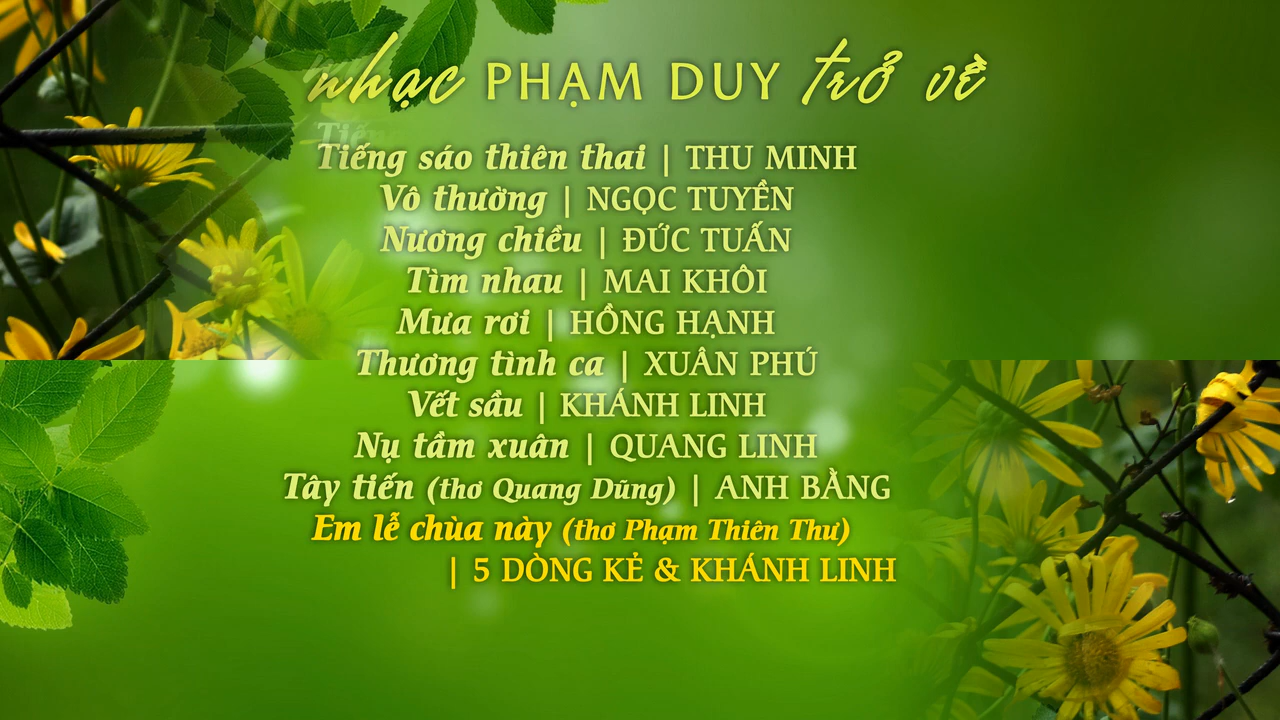 nhạc PHẠM DUY trở về
Tiếng sáo thiên thai | THU MINH
Vô thường | NGỌC TUYỀN
Nương chiều | ĐỨC TUẤN
Tìm nhau | MAI KHÔI
Mưa rơi | HỒNG HẠNH
Thương tình ca | XUÂN PHÚ
Vết sầu | KHÁNH LINH
Nụ tầm xuân | QUANG LINH
Tây tiến (thơ Quang Dũng) | ANH BẰNG
Em lễ chùa này (thơ Phạm Thiên Thư)
| 5 DÒNG KẺ & KHÁNH LINH